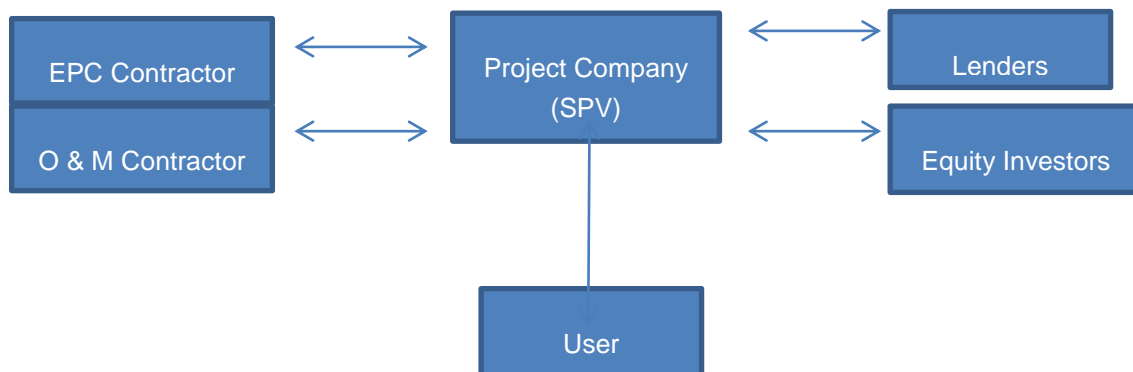 EPC Contractor
Project Company
(SPV)
Lenders
O & M Contractor
Equity Investors
User